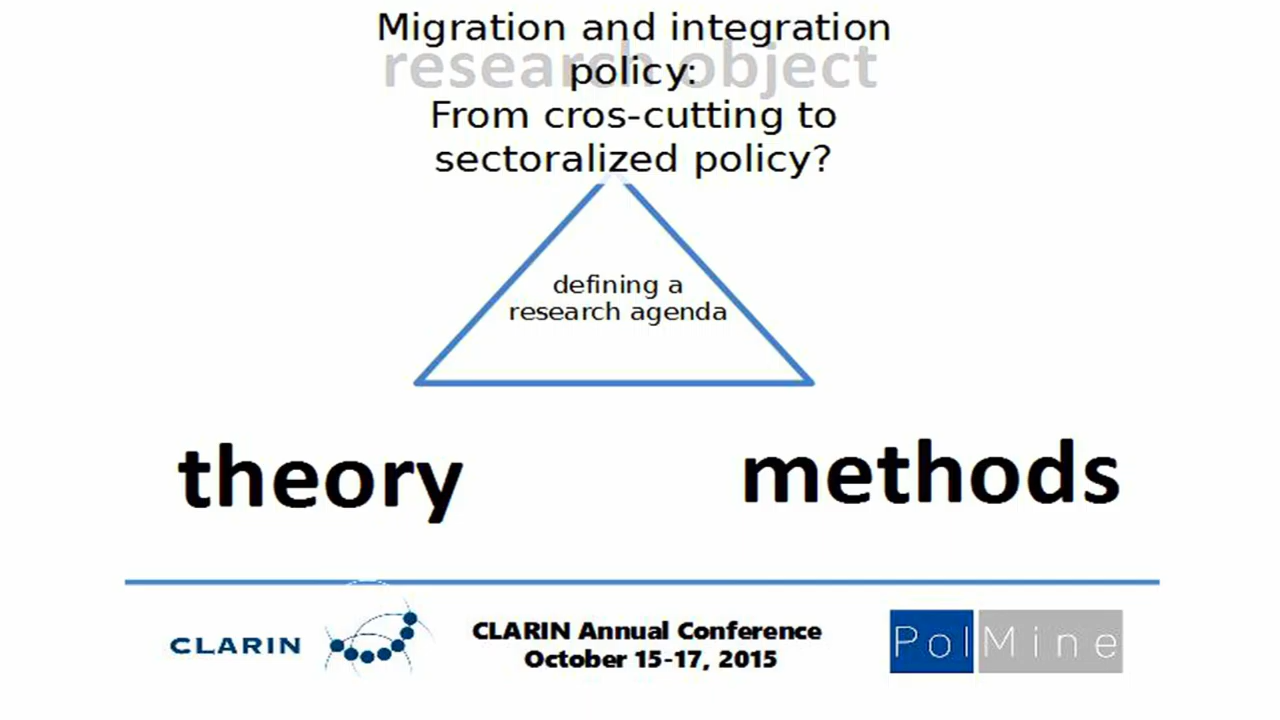 Migration and integration
research object
policy:
From cros-cutting to
sectoralized policy?
defining a
research agenda
theory
methods
CLARIN
CLARIN Annual Conference
October 15-17, 2015
PolMine